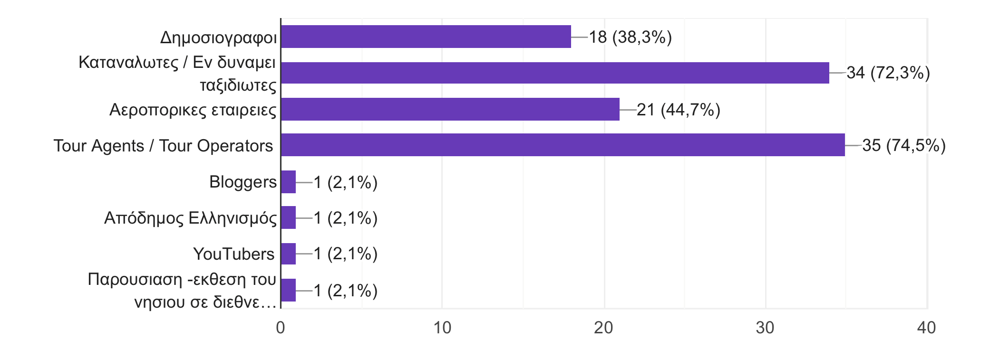 Δημοσιογραφοι
18 (38,3%)
Καταναλωτες / Εν δυναμει
ταξιδιωτες
34 (72,3%)
Αεροπορικες εταιρειες
21 (44,7%)
Tour Agents / Tour Operators
35 (74,5%)
Bloggers
1 (2,1%)
Απόδημος Ελληνισμός
1 (2,1%)
YouTubers
1 (2,1%)
Παρουσιαση -εκθεση του
νησιου σε διεθνε…
1 (2,1%)
0 10 20 30 40